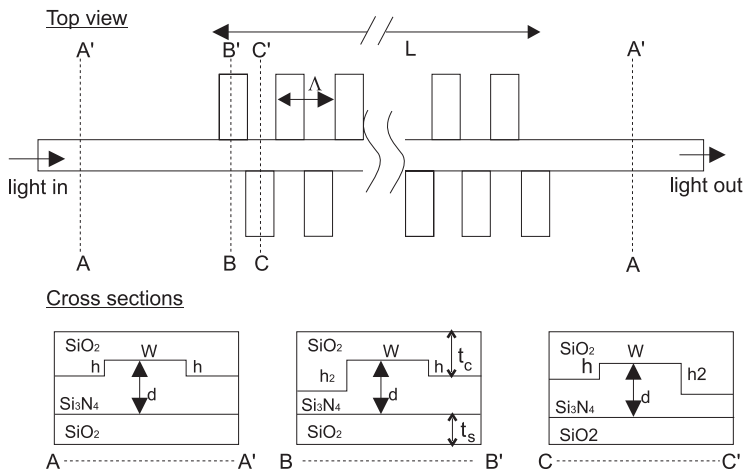 Top view
A' B' C' L A'
Λ
light in light out
A B C A
Cross sections
SiO2 W h h Si3N4 d SiO2
A A'
SiO2 W h2 h tc Si3N4 d SiO2 ts
B B'
SiO2 W h h2 Si3N4 d SiO2
C C'